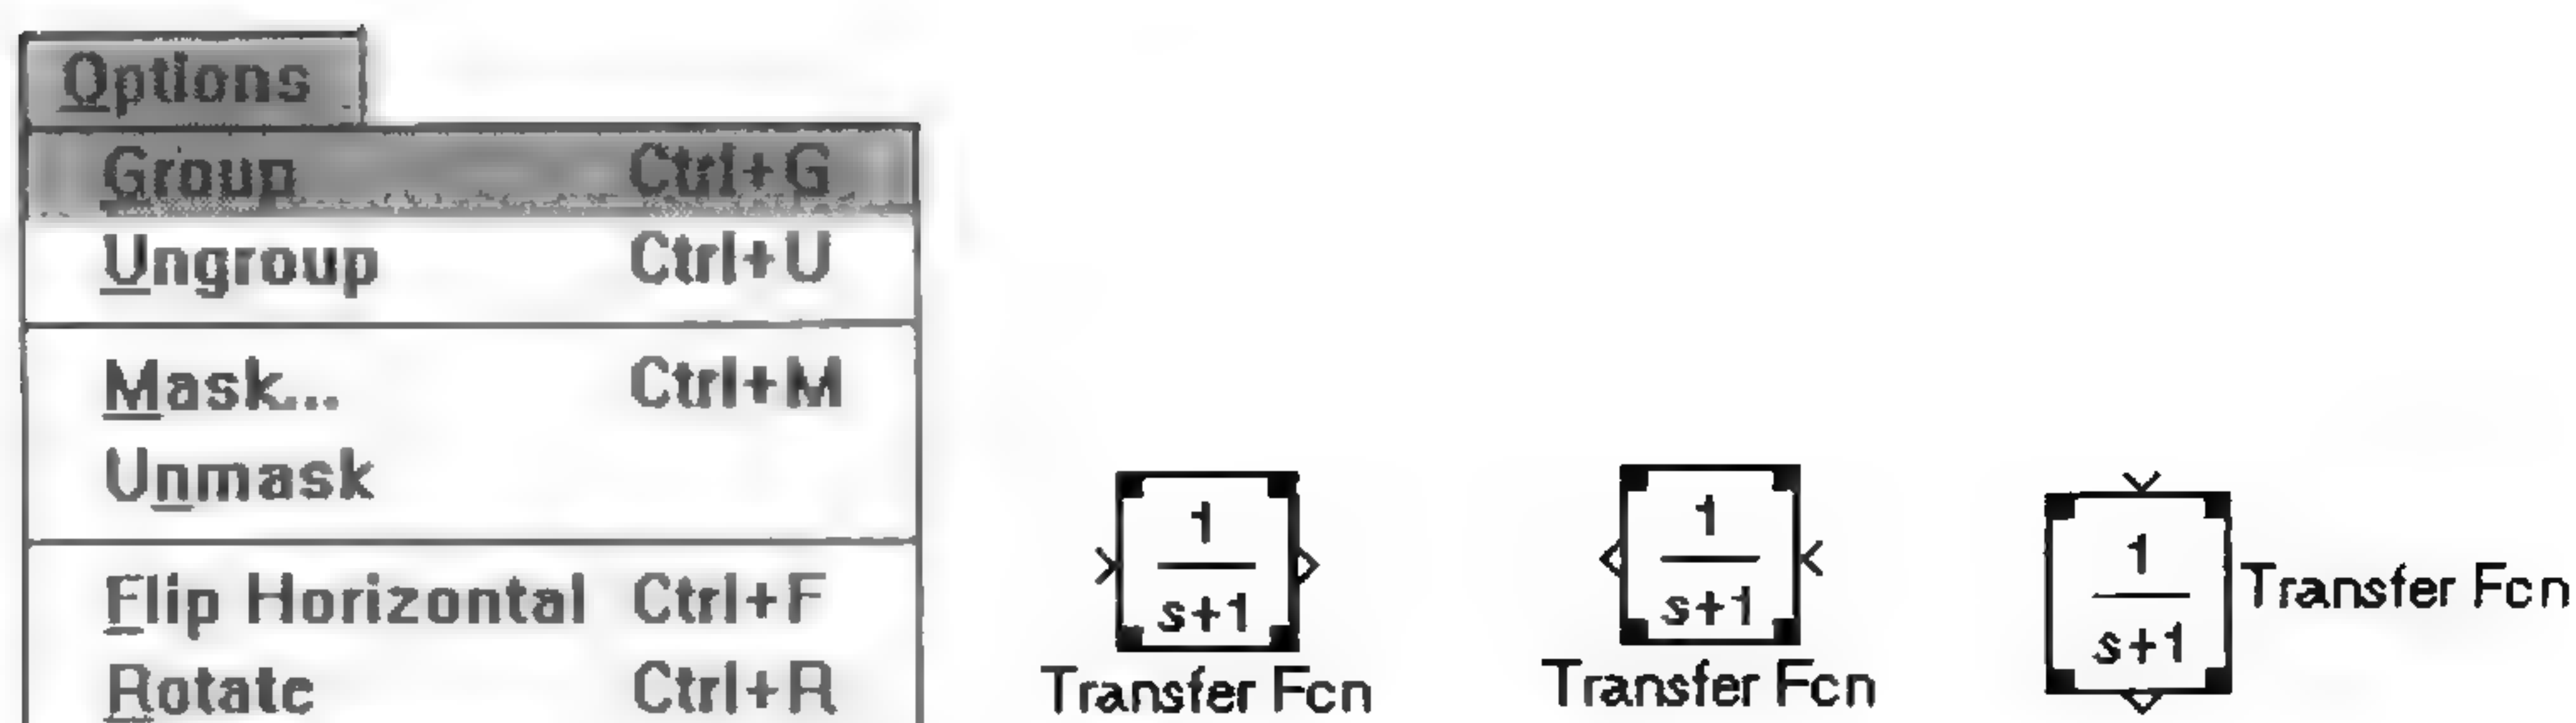 Options
Group Ctrl+G
Ungroup Ctrl+U
Mask... Ctrl+M
Unmask
Flip Horizontal Ctrl+F
Rotate Ctrl+R
1
s+1
Transfer Fcn
1
s+1
Transfer Fcn
1
s+1
Transfer Fcn